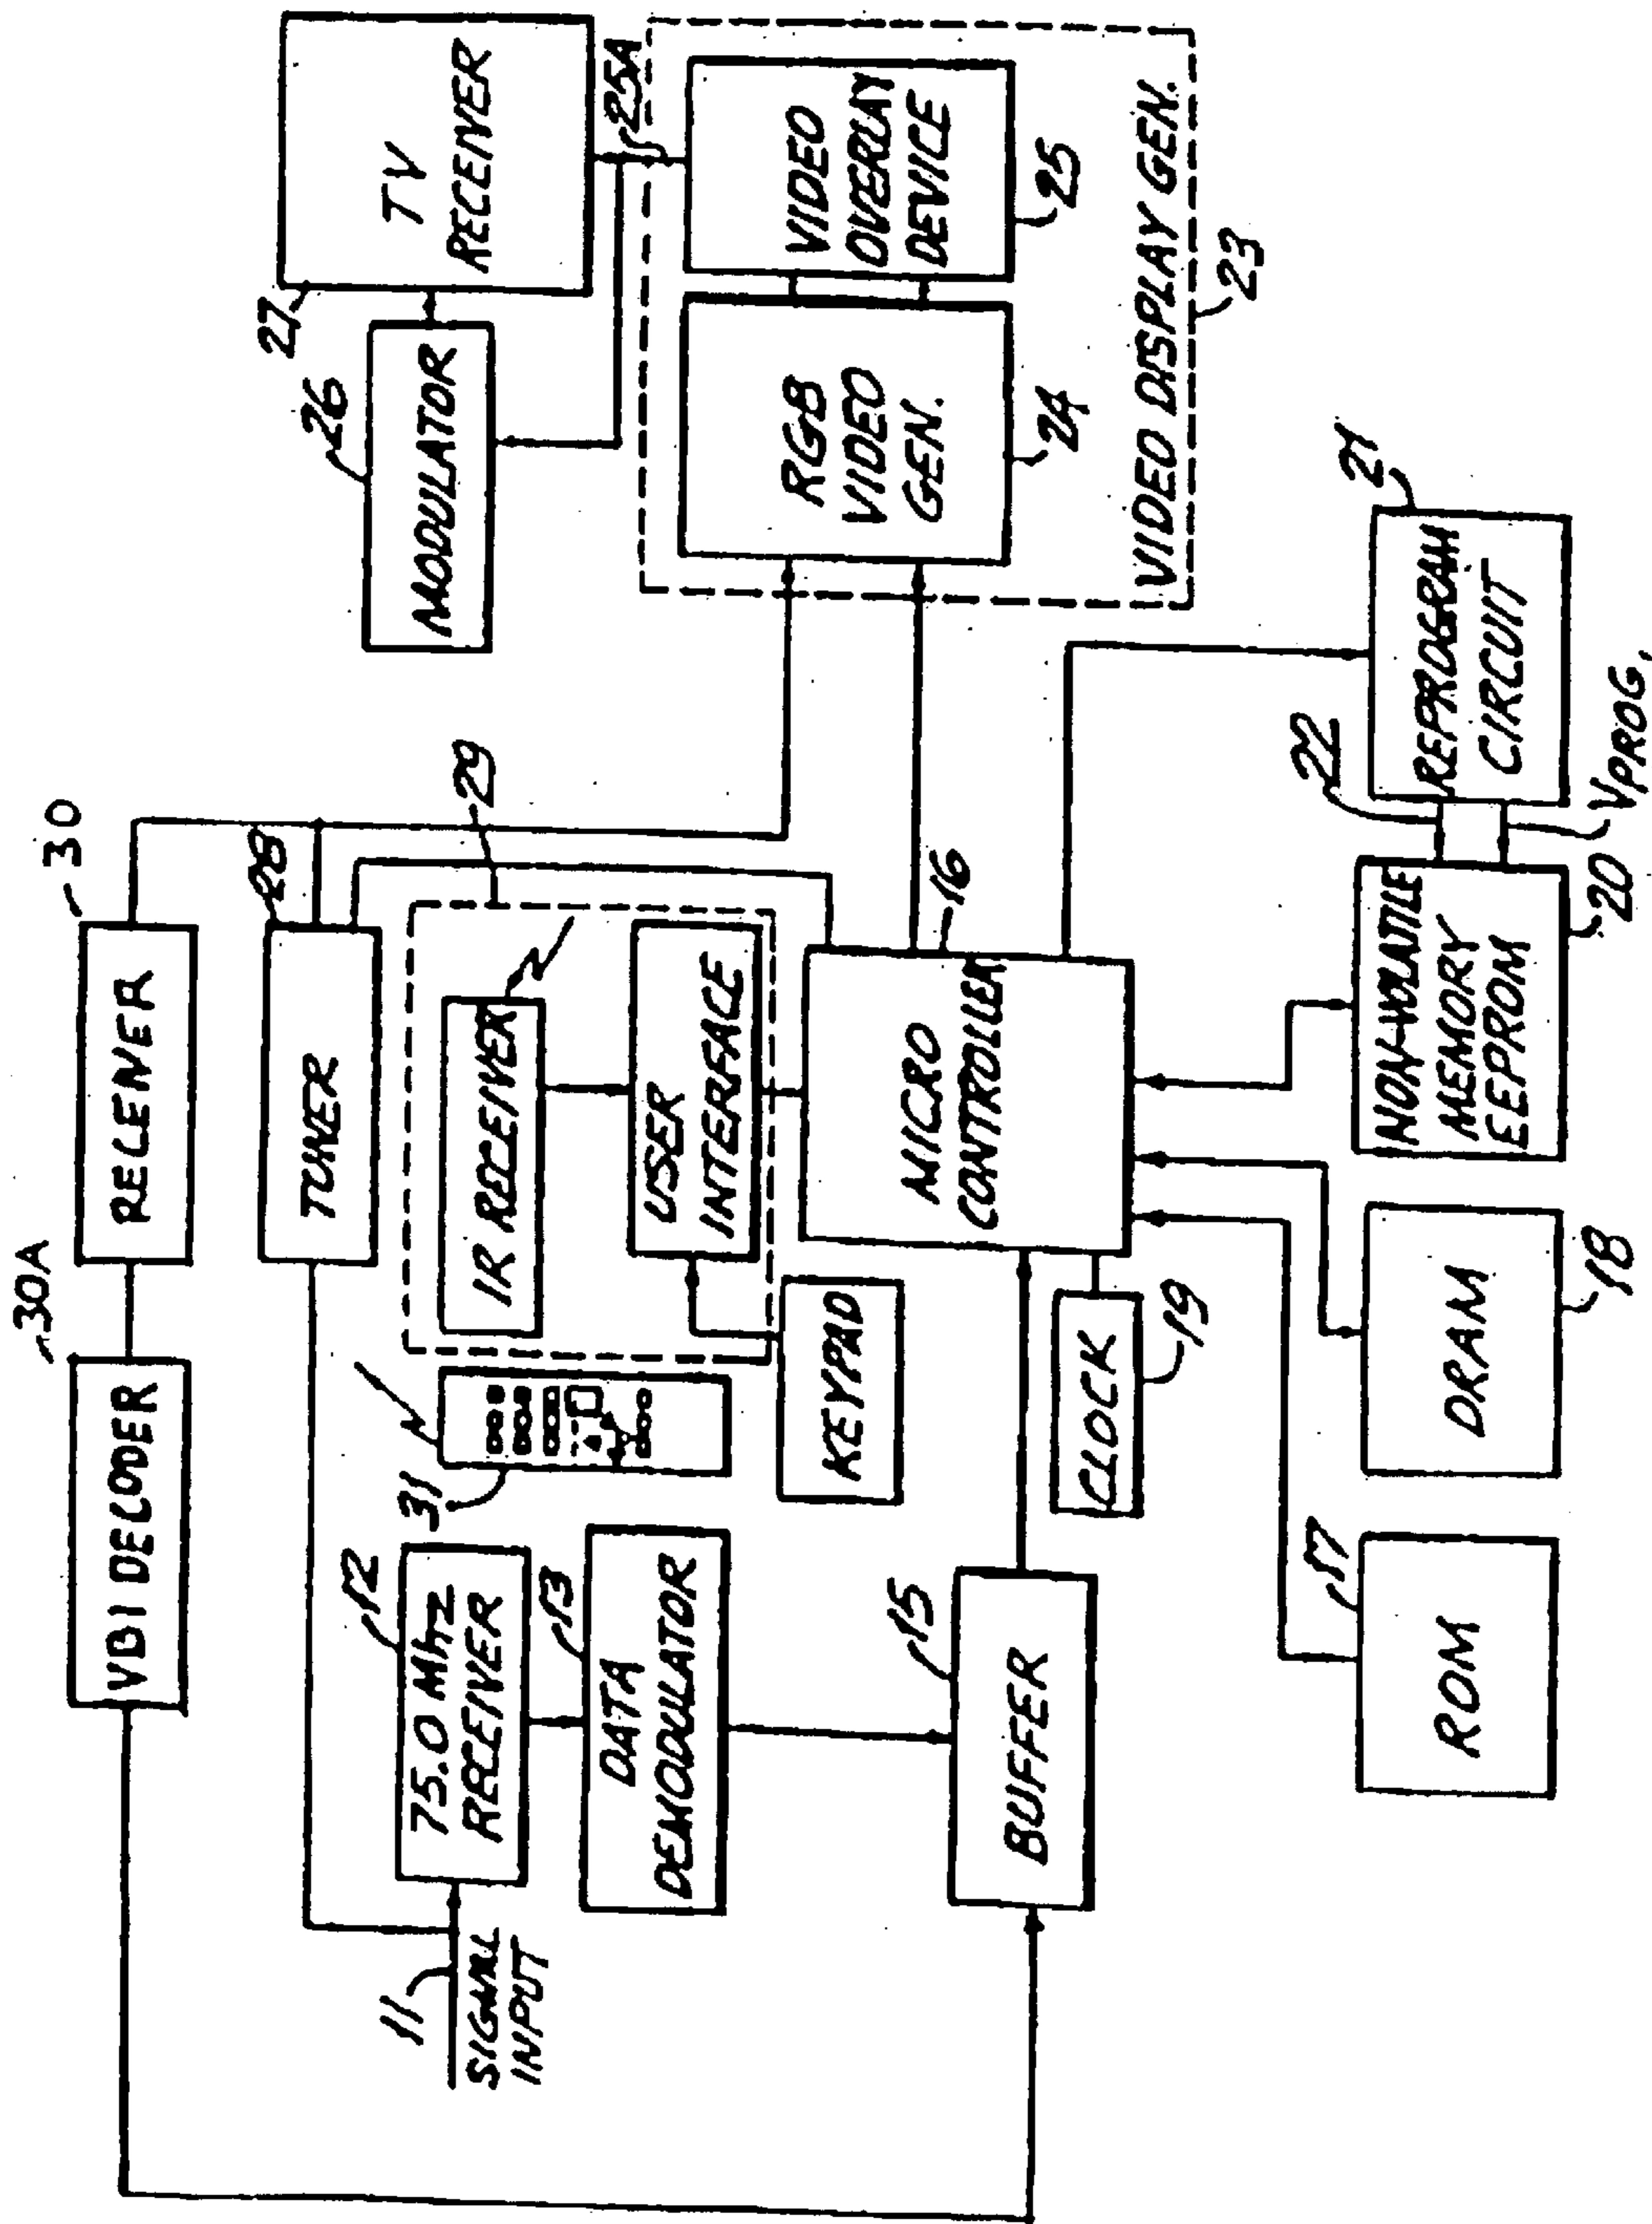 30A
30
VBI DECODER
RECEIVER
28
TUNER
29
27
TV
RECEIVER
26
MODULATOR
25A
11
SIGNAL
INPUT
12
75.0 Mhz
RECEIVER
13
DATA
DEMODULATOR
31
IR RECEIVER
USER
INTERFACE
KEYPAD
RGB
VIDEO
GEN.
24
VIDEO
OVERLAY
DEVICE
25
VIDEO DISPLAY GEN.
23
15
BUFFER
CLOCK
19
MICRO
CONTROLLER
16
17
ROM
DRAM
18
NON-VOLATILE
MEMORY
EEPROM
20
22
21
REPROGRAM
CIRCUIT
VPROG.